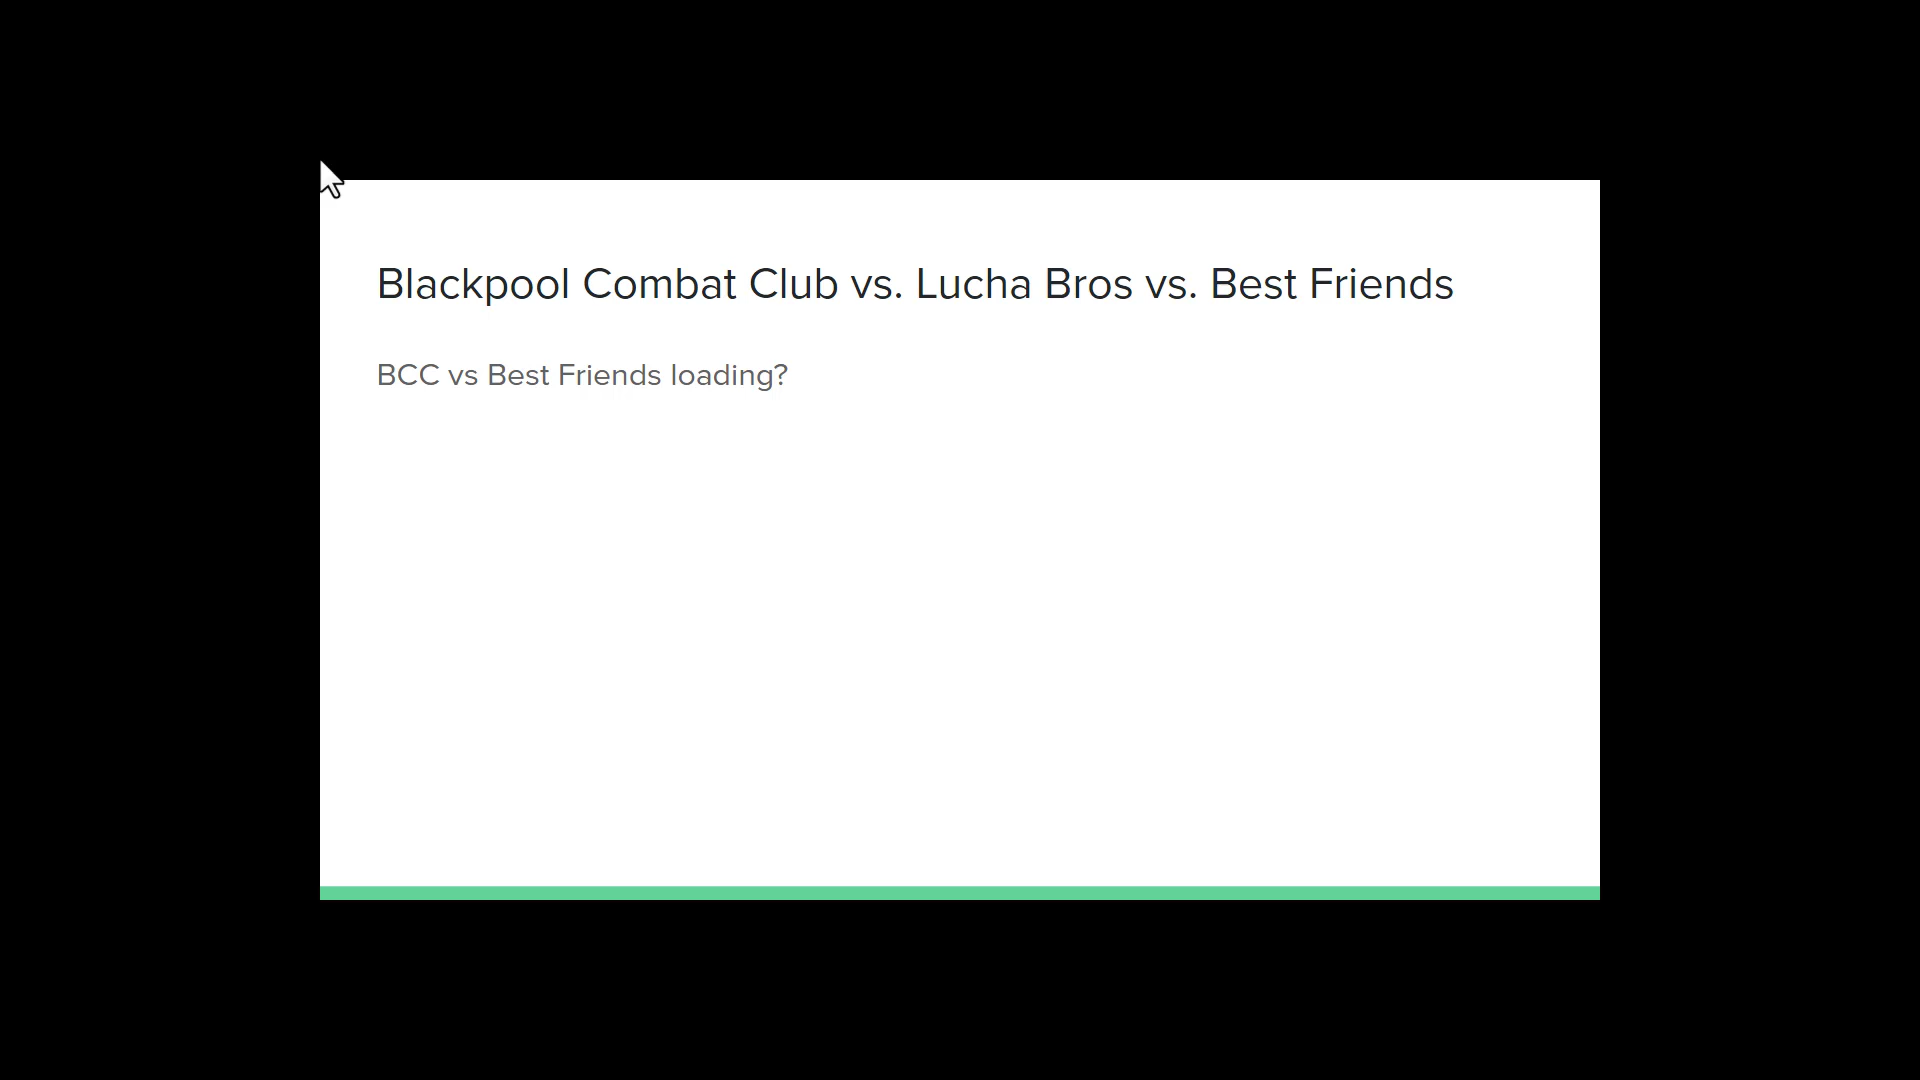 Blackpool Combat Club vs. Lucha Bros vs. Best Friends
BCC vs Best Friends loading?